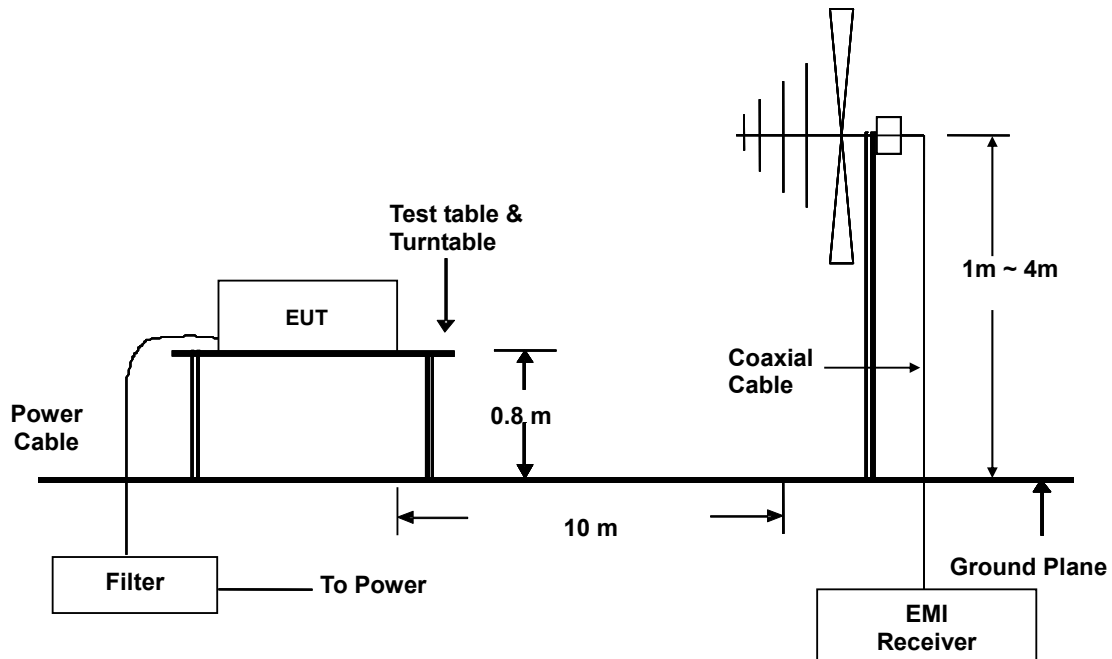 Test table &
Turntable
EUT
1m ~ 4m
Coaxial
Cable
0.8 m
Power
Cable
10 m
Filter
To Power
Ground Plane
EMI
Receiver